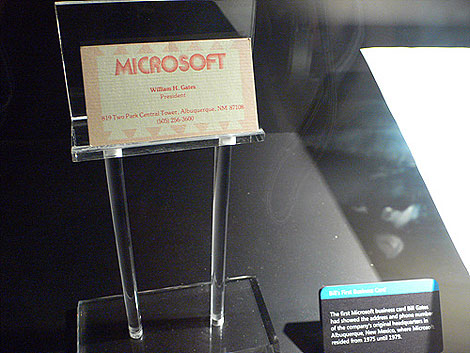 MICROSOFT
William H. Gates
President
819 Two Park Central Tower, Albuquerque, NM 87108
(505) 256-3600
Bill's First Business Card
The first Microsoft business card Bill Gates
had showed the address and phone number
of the company's original headquarters in
Albuquerque, New Mexico, where Microsoft
resided from 1975 until 1979.